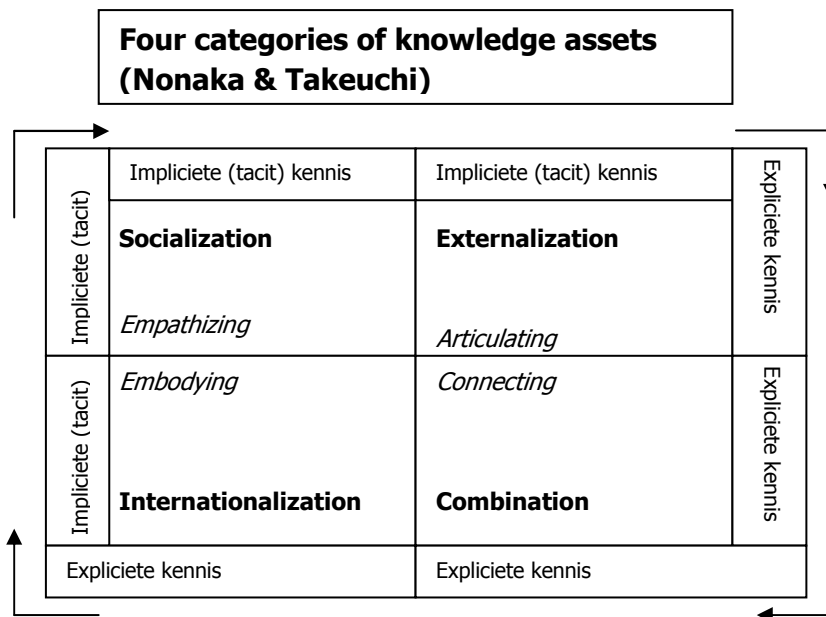 Four categories of knowledge assets
(Nonaka & Takeuchi)
Impliciete (tacit) kennis
Impliciete (tacit) kennis
Impliciete (tacit)
Socialization
Externalization
Expliciete kennis
Empathizing
Articulating
Impliciete (tacit)
Embodying
Connecting
Expliciete kennis
Internationalization
Combination
Expliciete kennis
Expliciete kennis